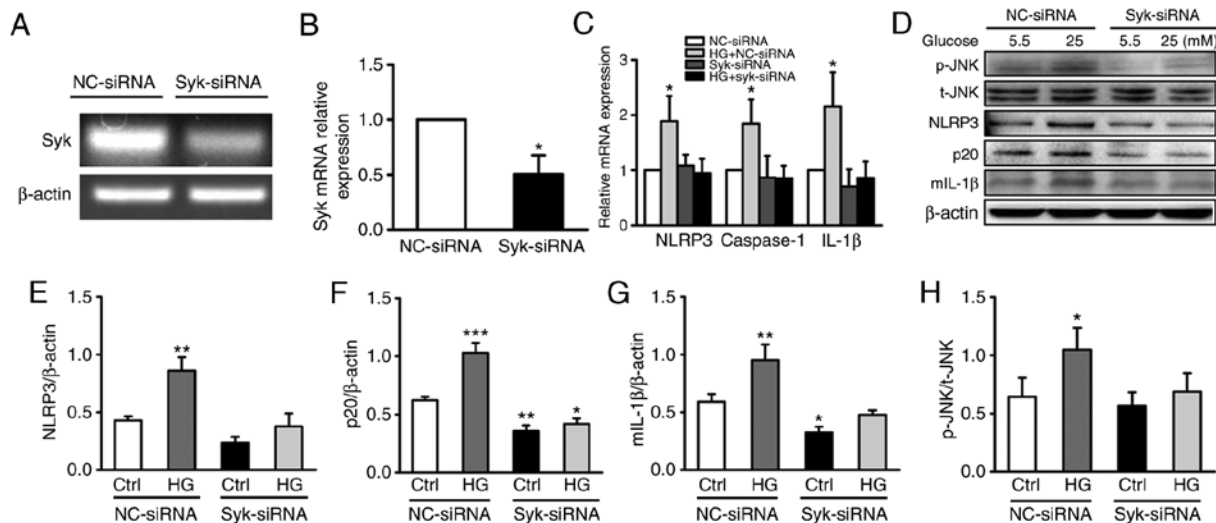 A
NC-siRNA Syk-siRNA
Syk
β-actin
B
Syk mRNA relative
expression
1.5
1.0
0.5
0.0
*
NC-siRNA Syk-siRNA
C
NC-siRNA
HG+NC-siRNA
Syk-siRNA
HG+syk-siRNA
Relative mRNA expression
3
2
1
0
* * *
NLRP3 Caspase-1 IL-1β
D
NC-siRNA Syk-siRNA
Glucose 5.5 25 5.5 25 (mM)
p-JNK
t-JNK
NLRP3
p20
mIL-1β
β-actin
E
NLRP3/β-actin
1.5
1.0
0.5
0.0
**
Ctrl HG Ctrl HG
NC-siRNA Syk-siRNA
F
p20/β-actin
1.5
1.0
0.5
0.0
***
** *
Ctrl HG Ctrl HG
NC-siRNA Syk-siRNA
G
mIL-1β/β-actin
1.5
1.0
0.5
0.0
**
*
Ctrl HG Ctrl HG
NC-siRNA Syk-siRNA
H
p-JNK/t-JNK
1.5
1.0
0.5
0.0
*
Ctrl HG Ctrl HG
NC-siRNA Syk-siRNA